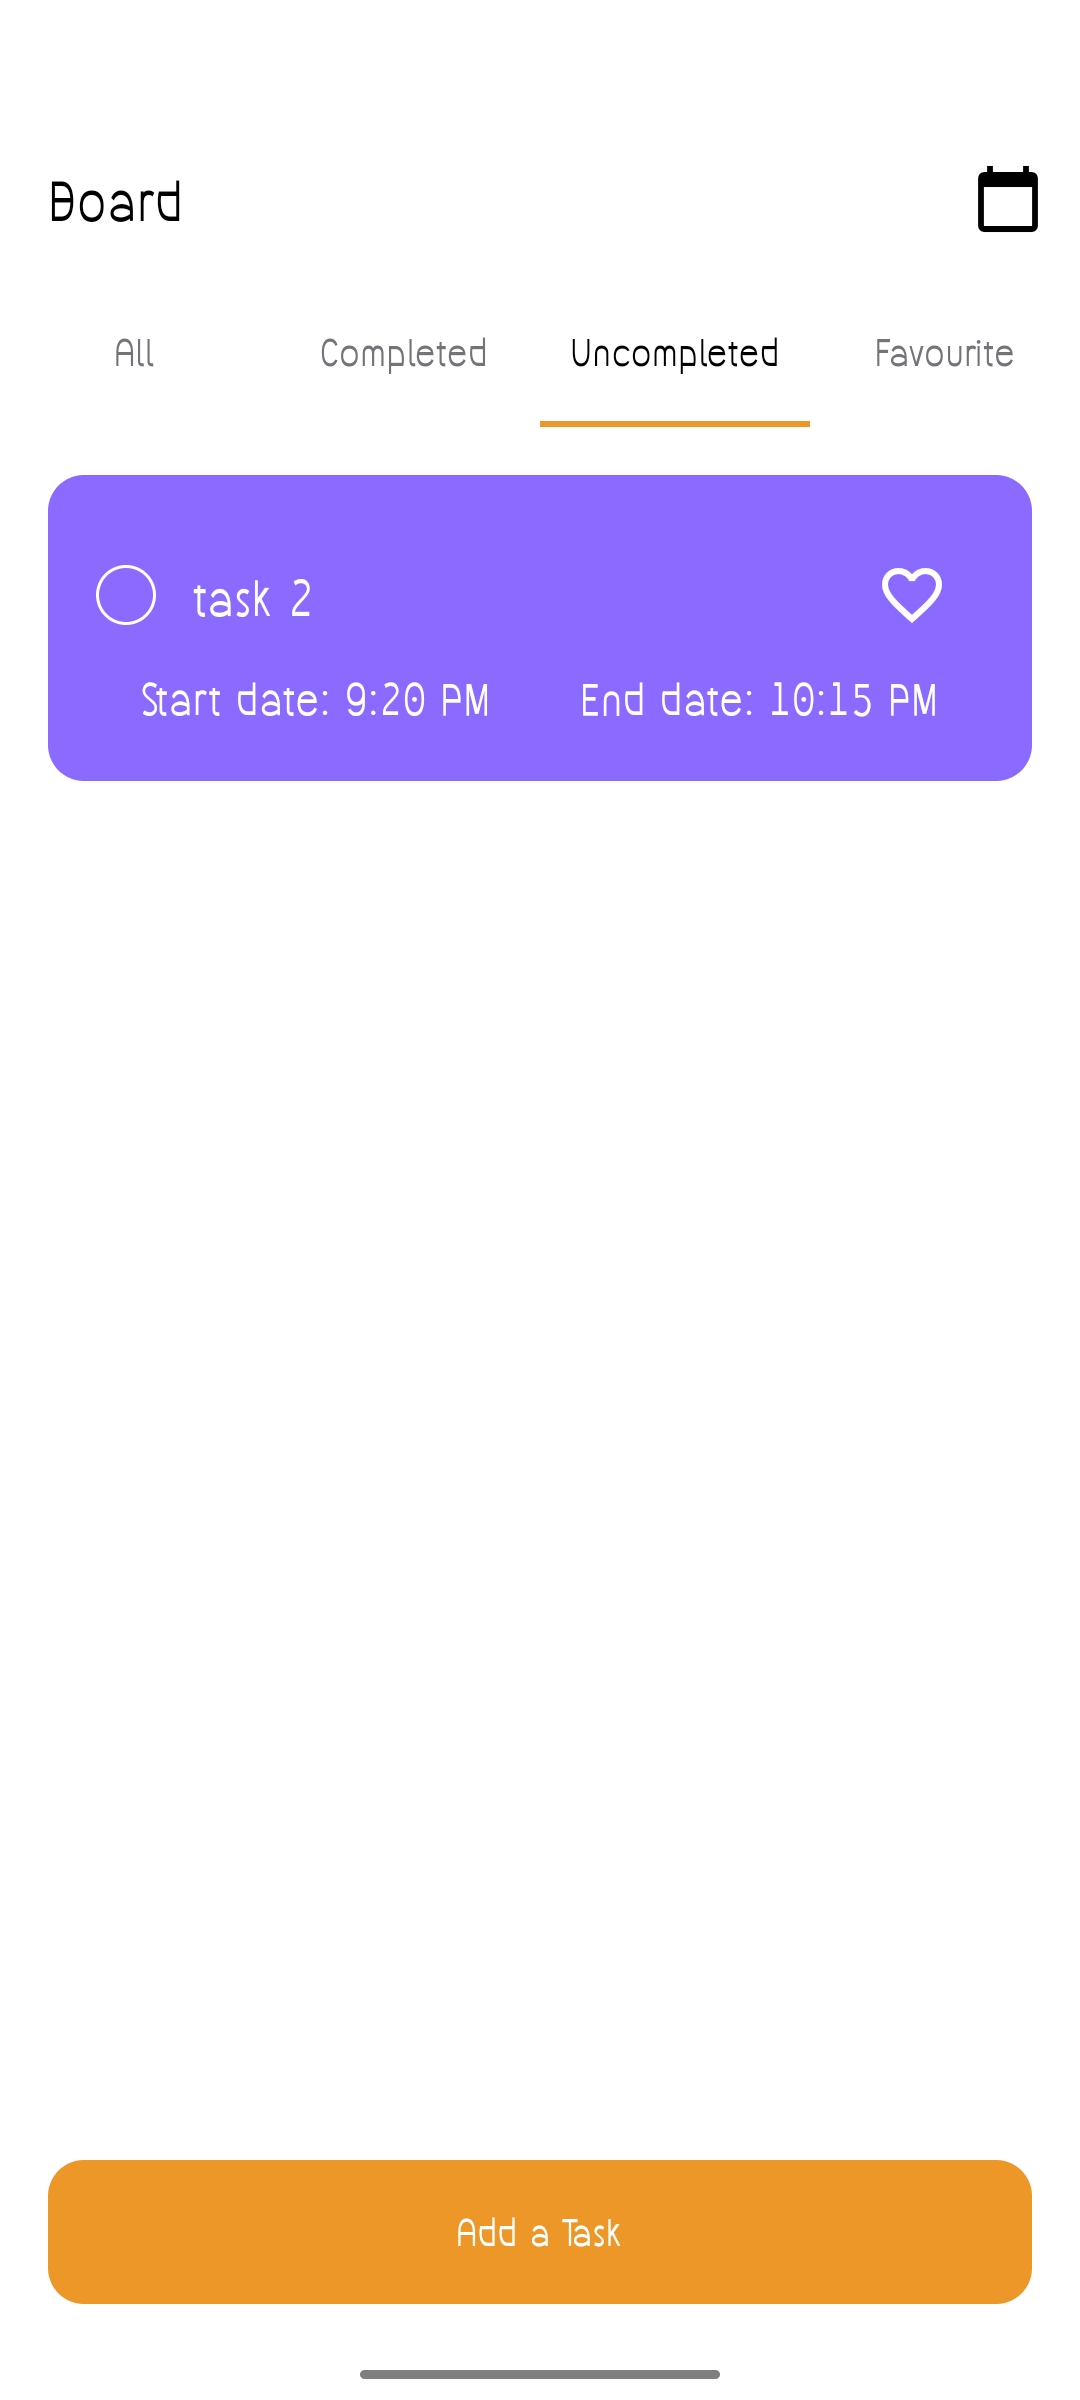 Board
All Completed Uncompleted Favourite
task 2
Start date: 9:20 PM End date: 10:15 PM
Add a Task